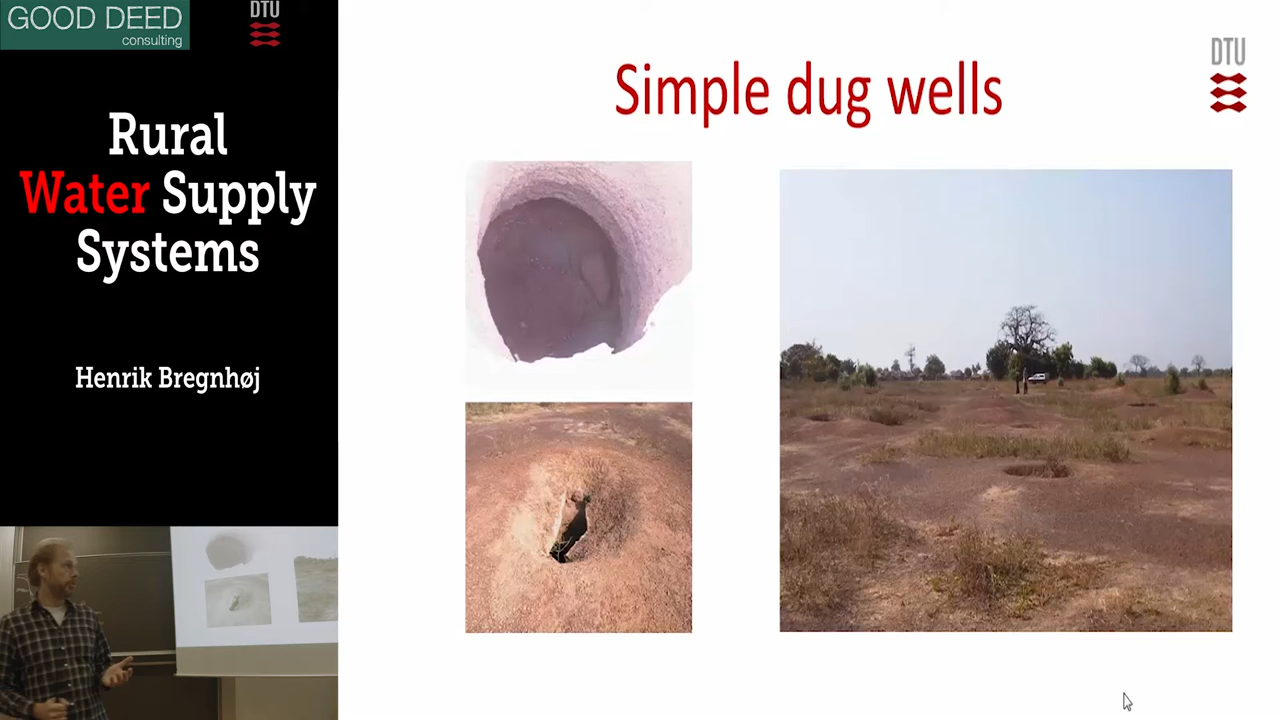 GOOD DEED
consulting
DTU
Rural
Water Supply
Systems
Henrik Bregnhøj
Simple dug wells
DTU